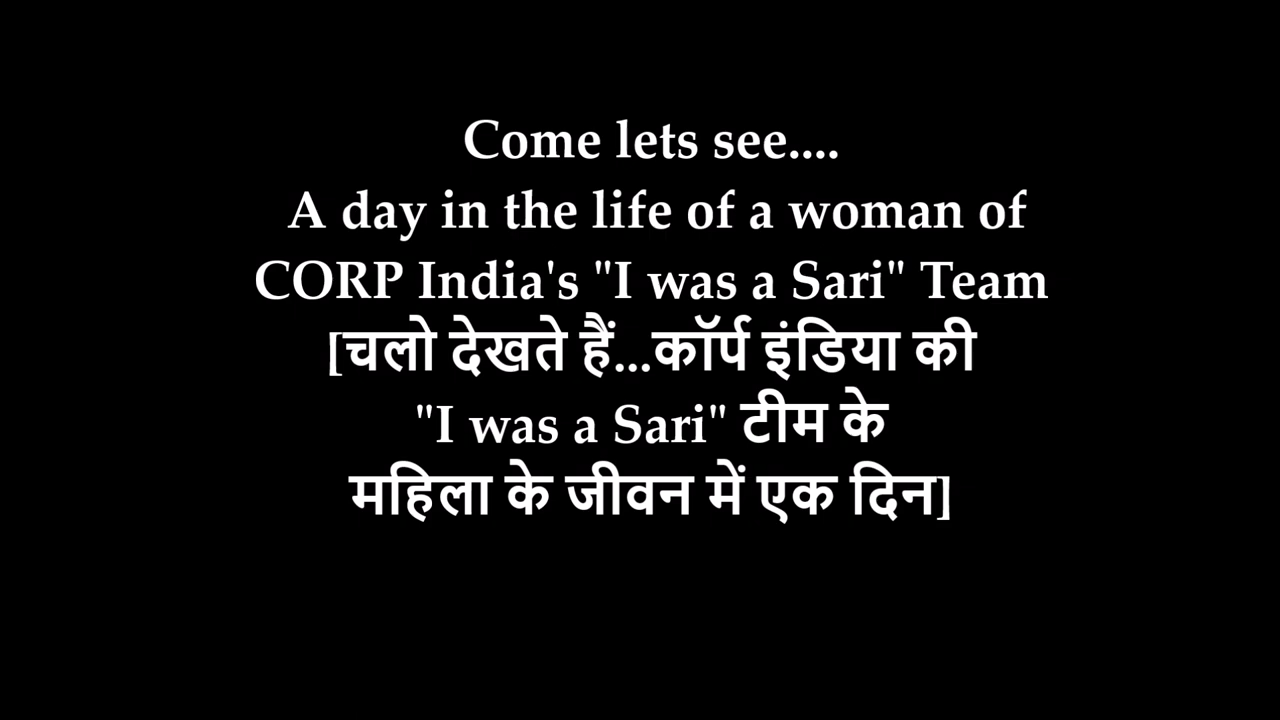 Come lets see....
A day in the life of a woman of
CORP India's "I was a Sari" Team
[चलो देखते हैं...कॉर्प इंडिया की
"I was a Sari" टीम के
महिला के जीवन में एक दिन]